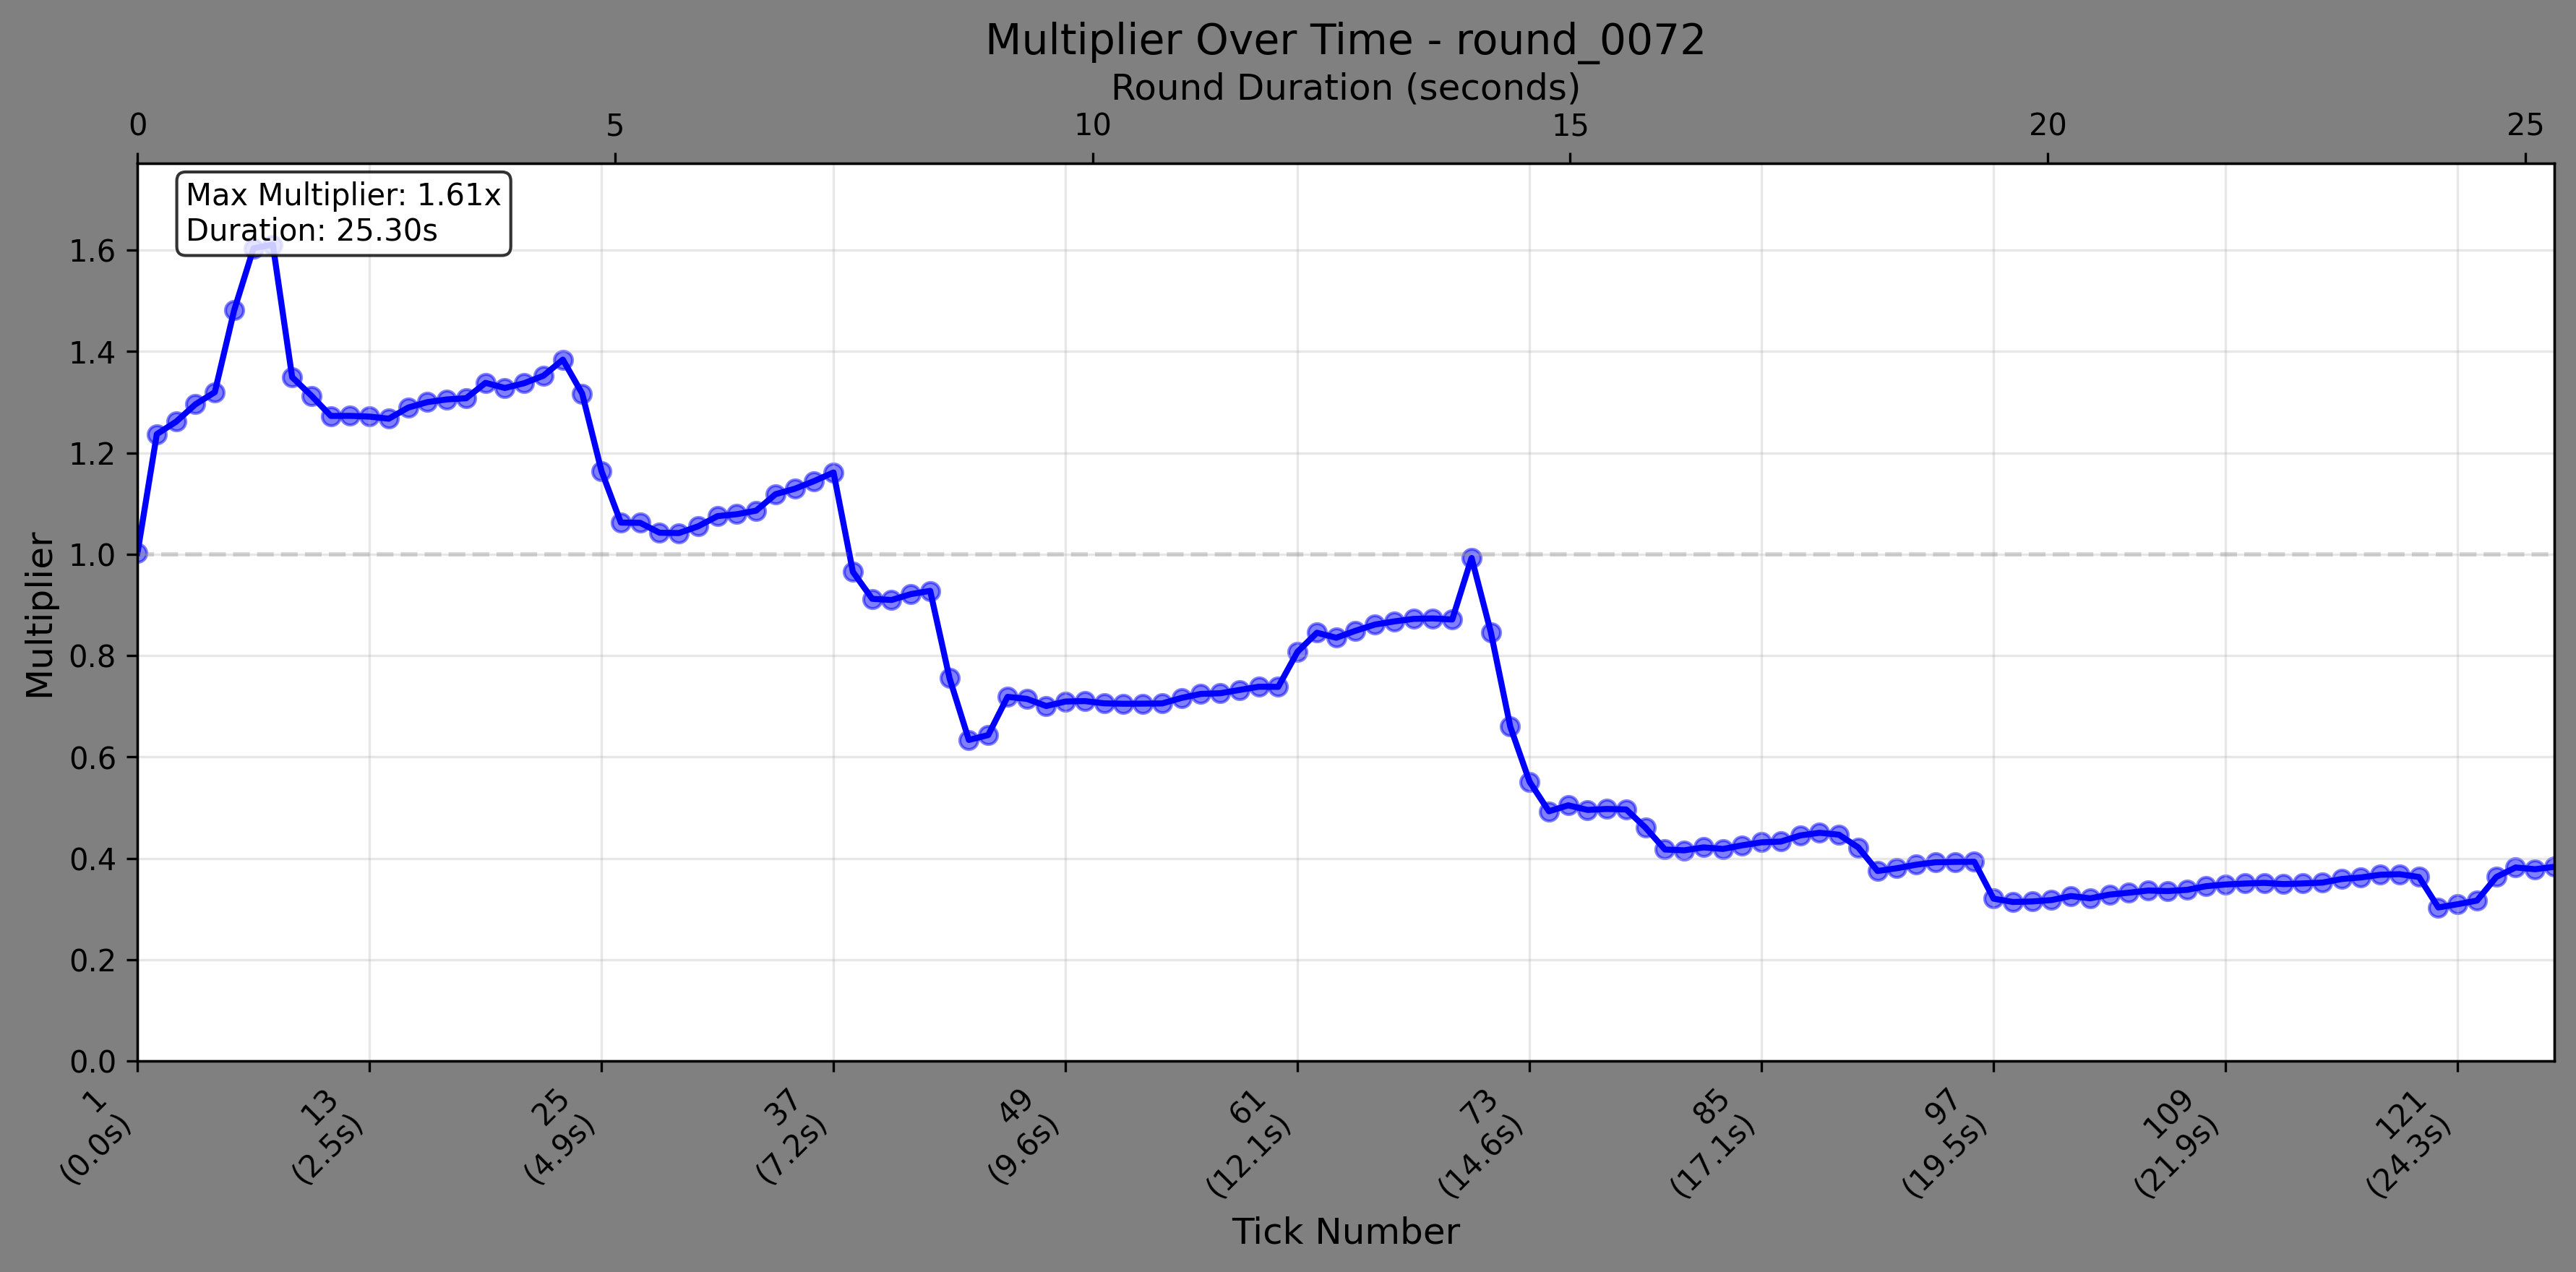 Multiplier Over Time - round_0072
Round Duration (seconds)
0 5 10 15 20 25
Max Multiplier: 1.61x
Duration: 25.30s
Multiplier
1.6
1.4
1.2
1.0
0.8
0.6
0.4
0.2
0.0
1
(0.0s)
13
(2.5s)
25
(4.9s)
37
(7.2s)
49
(9.6s)
61
(12.1s)
73
(14.6s)
85
(17.1s)
97
(19.5s)
109
(21.9s)
121
(24.3s)
Tick Number